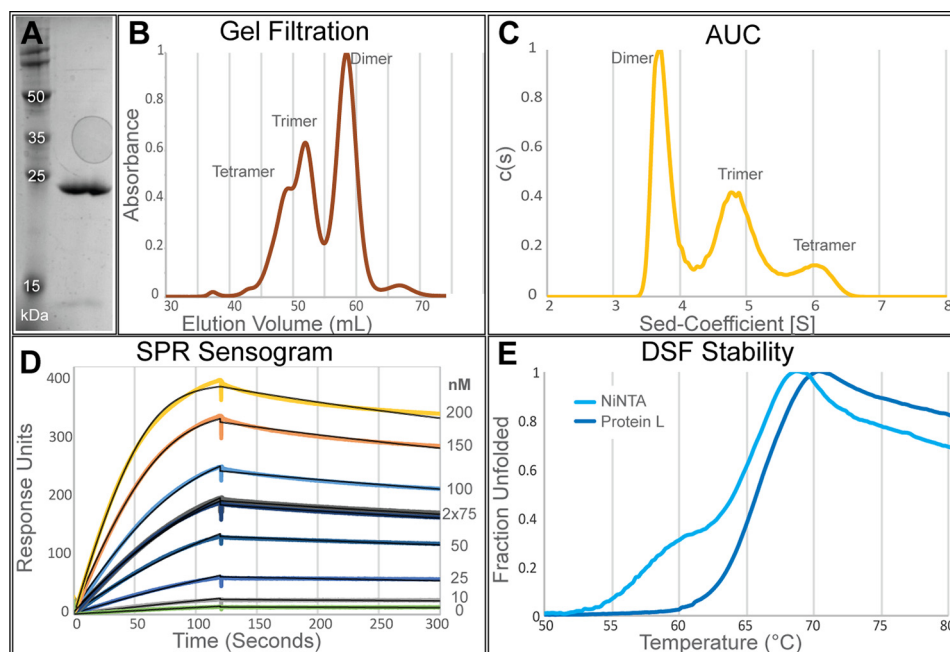 A
50
35
25
15
kDa
B
Gel Filtration
Absorbance
1
0.8
0.6
0.4
0.2
0
Dimer
Trimer
Tetramer
30
40
50
60
70
Elution Volume (mL)
C
AUC
c(s)
1
0.8
0.6
0.4
0.2
0
Dimer
Trimer
Tetramer
2
3
4
5
6
7
8
Sed-Coefficient [S]
D
SPR Sensogram
Response Units
400
300
200
100
0
nM
200
150
100
2x75
50
25
10
0
0
50
100
150
200
250
300
Time (Seconds)
E
DSF Stability
Fraction Unfolded
1
0.8
0.6
0.4
0.2
0
NiNTA
Protein L
50
55
60
65
70
75
80
Temperature (°C)